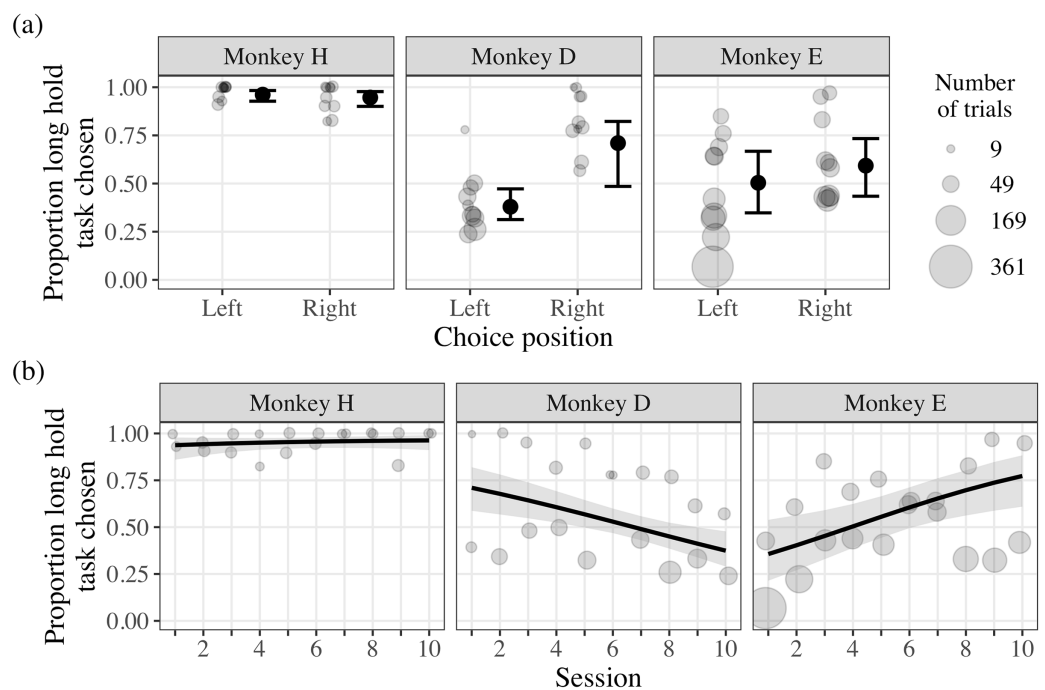 (a)
Monkey H
Monkey D
Monkey E
Proportion long hold
task chosen
1.00
0.75
0.50
0.25
0.00
Left
Right
Left
Right
Left
Right
Choice position
Number
of trials
9
49
169
361
(b)
Monkey H
Monkey D
Monkey E
Proportion long hold
task chosen
1.00
0.75
0.50
0.25
0.00
2 4 6 8 10
2 4 6 8 10
2 4 6 8 10
Session